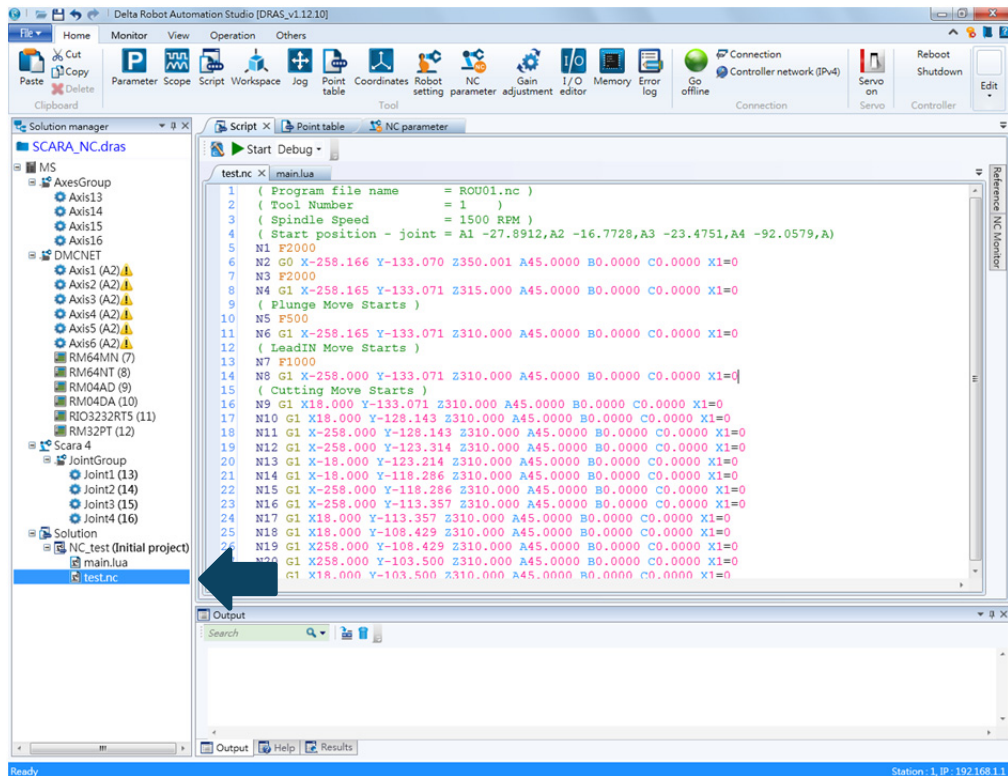 Delta Robot Automation Studio [DRAS_v1.12.10]
File Home Monitor View Operation Others
Paste Cut Copy Delete
Parameter Scope Script Workspace Jog Point table Coordinates Robot setting NC parameter Gain adjustment I/O editor Memory Error log Go offline
Connection
Controller network (IPv4)
Servo on
Reboot
Shutdown
Edit
Clipboard Tool Connection Servo Controller
Solution manager
SCARA_NC.dras
MS
AxesGroup
Axis13
Axis14
Axis15
Axis16
DMCNET
Axis1 (A2)
Axis2 (A2)
Axis3 (A2)
Axis4 (A2)
Axis5 (A2)
Axis6 (A2)
RM64MN (7)
RM64NT (8)
RM04AD (9)
RM04DA (10)
RIO3232RT5 (11)
RM32PT (12)
Scara 4
JointGroup
Joint1 (13)
Joint2 (14)
Joint3 (15)
Joint4 (16)
Solution
NC_test (Initial project)
main.lua
test.nc
Script Point table NC parameter
Start Debug
test.nc main.lua
1 ( Program file name = ROU01.nc )
2 ( Tool Number = 1 )
3 ( Spindle Speed = 1500 RPM )
4 ( Start position - joint = A1 -27.8912,A2 -16.7728,A3 -23.4751,A4 -92.0579,A)
5 N1 F2000
6 N2 G0 X-258.166 Y-133.070 Z350.001 A45.0000 B0.0000 C0.0000 X1=0
7 N3 F2000
8 N4 G1 X-258.165 Y-133.071 Z315.000 A45.0000 B0.0000 C0.0000 X1=0
9 ( Plunge Move Starts )
10 N5 F500
11 N6 G1 X-258.165 Y-133.071 Z310.000 A45.0000 B0.0000 C0.0000 X1=0
12 ( LeadIN Move Starts )
13 N7 F1000
14 N8 G1 X-258.000 Y-133.071 Z310.000 A45.0000 B0.0000 C0.0000 X1=0
15 ( Cutting Move Starts )
16 N9 G1 X18.000 Y-133.071 Z310.000 A45.0000 B0.0000 C0.0000 X1=0
17 N10 G1 X18.000 Y-128.143 Z310.000 A45.0000 B0.0000 C0.0000 X1=0
18 N11 G1 X-258.000 Y-128.143 Z310.000 A45.0000 B0.0000 C0.0000 X1=0
19 N12 G1 X-258.000 Y-123.314 Z310.000 A45.0000 B0.0000 C0.0000 X1=0
20 N13 G1 X-18.000 Y-123.214 Z310.000 A45.0000 B0.0000 C0.0000 X1=0
21 N14 G1 X-18.000 Y-118.286 Z310.000 A45.0000 B0.0000 C0.0000 X1=0
22 N15 G1 X-258.000 Y-118.286 Z310.000 A45.0000 B0.0000 C0.0000 X1=0
23 N16 G1 X-258.000 Y-113.357 Z310.000 A45.0000 B0.0000 C0.0000 X1=0
24 N17 G1 X18.000 Y-113.357 Z310.000 A45.0000 B0.0000 C0.0000 X1=0
25 N18 G1 X18.000 Y-108.429 Z310.000 A45.0000 B0.0000 C0.0000 X1=0
26 N19 G1 X258.000 Y-108.429 Z310.000 A45.0000 B0.0000 C0.0000 X1=0
N20 G1 X258.000 Y-103.500 Z310.000 A45.0000 B0.0000 C0.0000 X1=0
G1 X18.000 Y-103.500 Z310.000 A45.0000 B0.0000 C0.0000 X1=0
Reference NC Monitor
Output
Search
Output Help Results
Ready
Station : 1, IP : 192.168.1.1